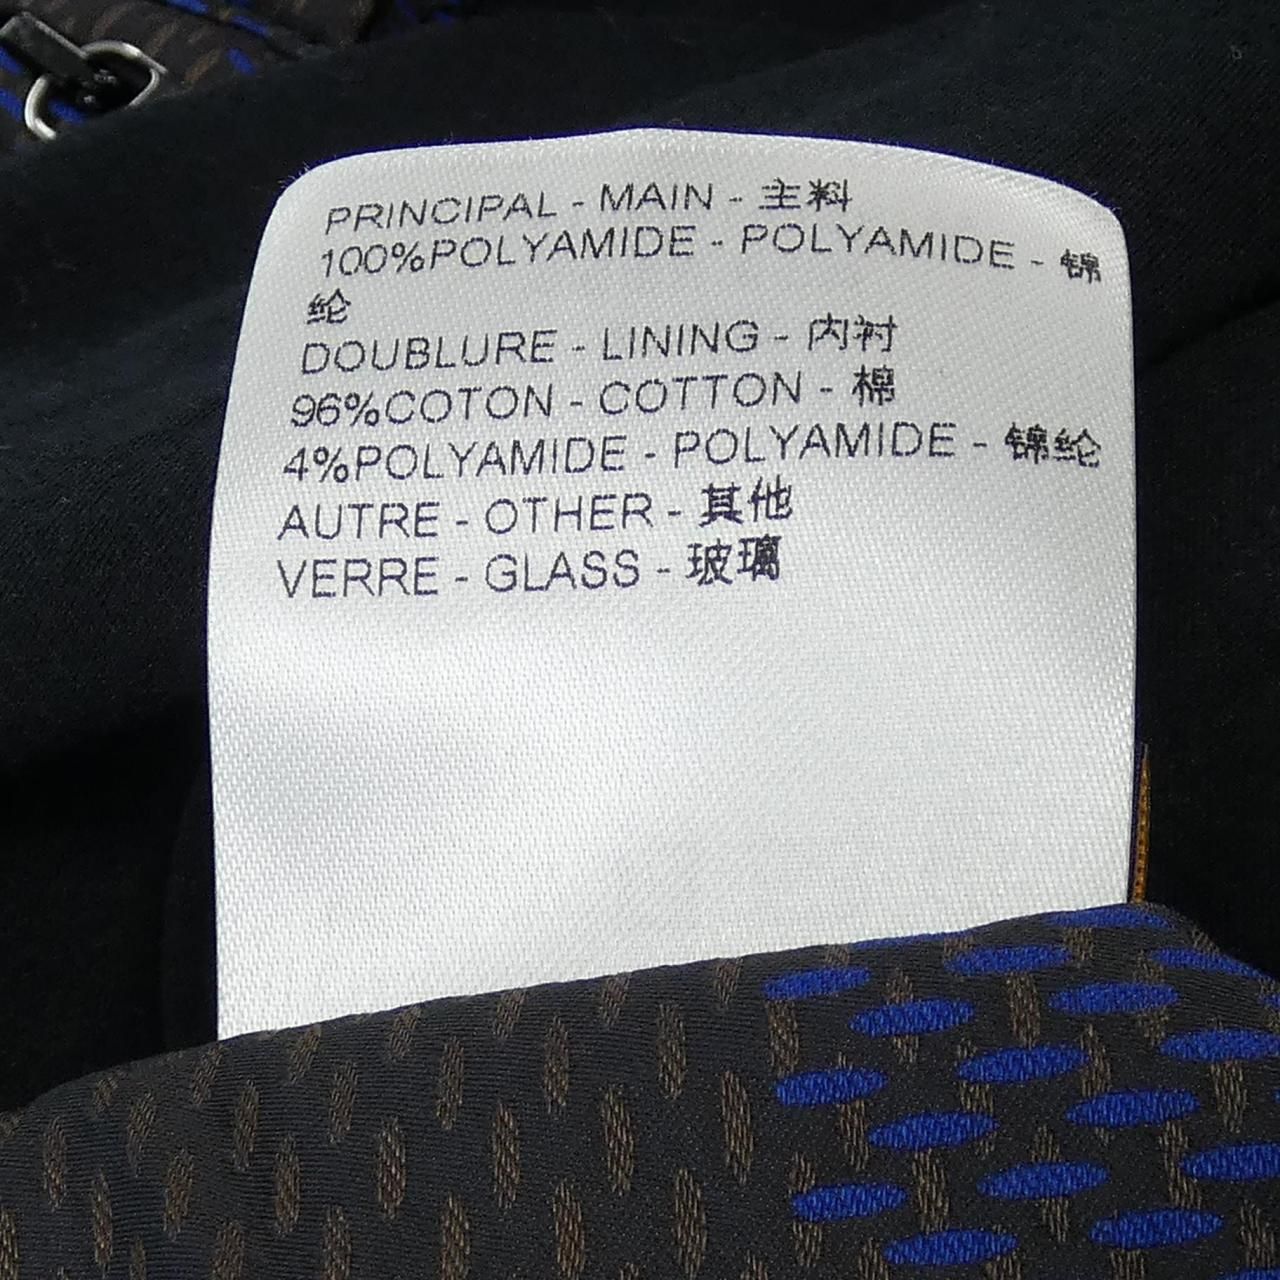 PRINCIPAL - MAIN - 主料
100%POLYAMIDE - POLYAMIDE - 锦
纶
DOUBLURE - LINING - 内衬
96%COTON - COTTON - 棉
4%POLYAMIDE - POLYAMIDE - 锦纶
AUTRE - OTHER - 其他
VERRE - GLASS - 玻璃